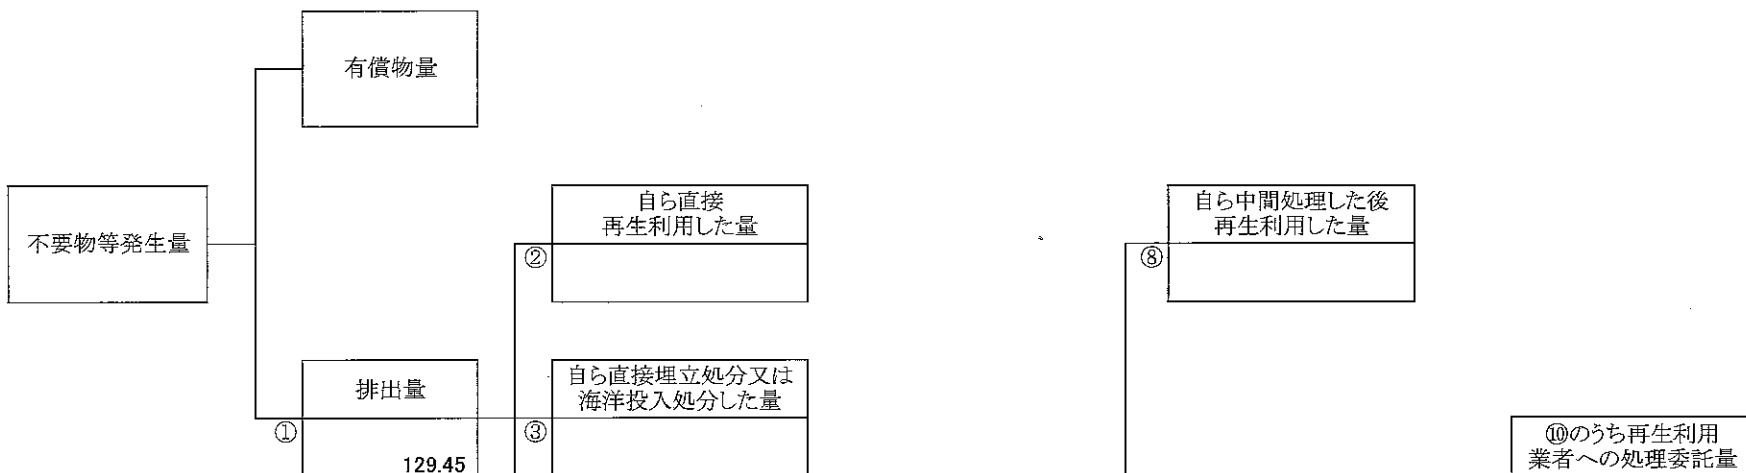 有償物量
不要物等発生量
自ら直接
再生利用した量
②
自ら中間処理した後
再生利用した量
⑧
排出量
①
129.45
自ら直接埋立処分又は
海洋投入処分した量
③
⑩のうち再生利用
業者への処理委託量